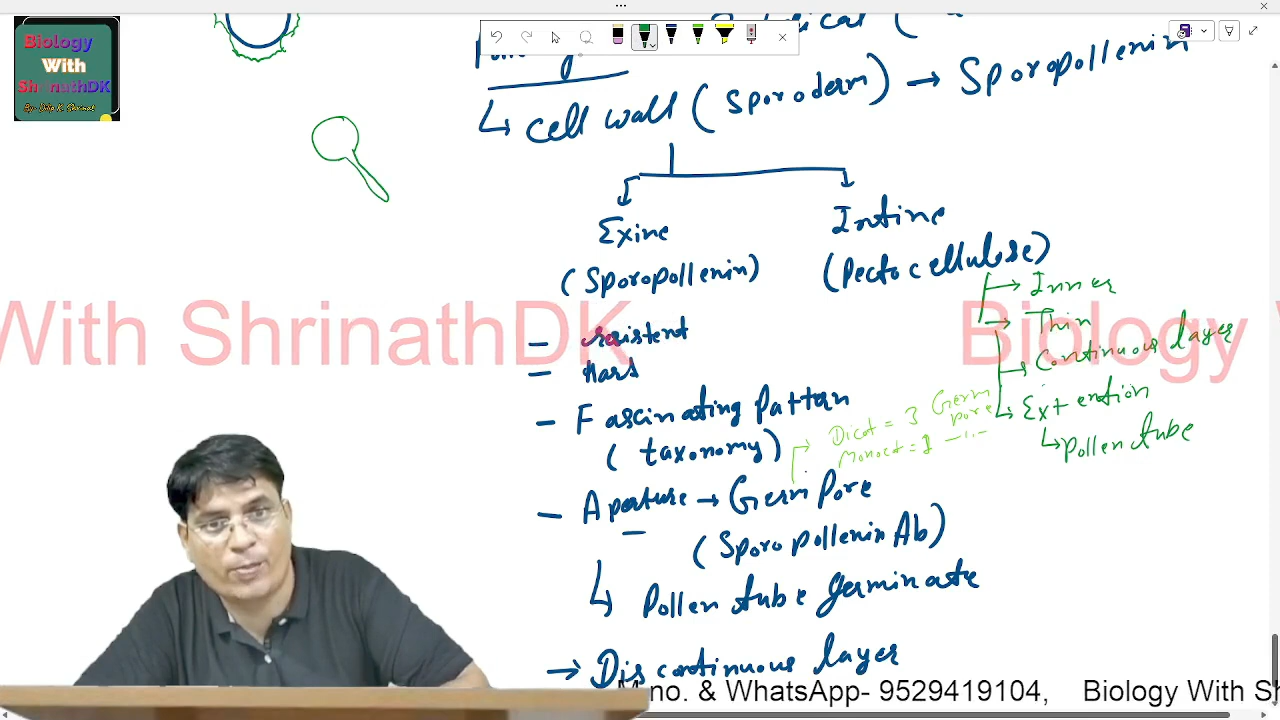 Biology
With
ShrinathDK
cell wall (Sporoderm) → Sporopollenin
Exine
(Sporopollenin)
Intine
(Pectocellulose)
→ Inner
→ Thin
→ Continuous layer
→ Extention
↳ pollen tube
With ShrinathDK
Biology
- resistent
- Hard
- Fascinating Pattern
(taxonomy)
→ Dicot = 3 Germ
pore
Monocot = 1 -"-
- Aperture → Germ Pore
(Sporopollenin Ab)
↳ Pollen tube germinate
→ Discontinuous layer
M.no. & WhatsApp- 9529419104, Biology With Sh